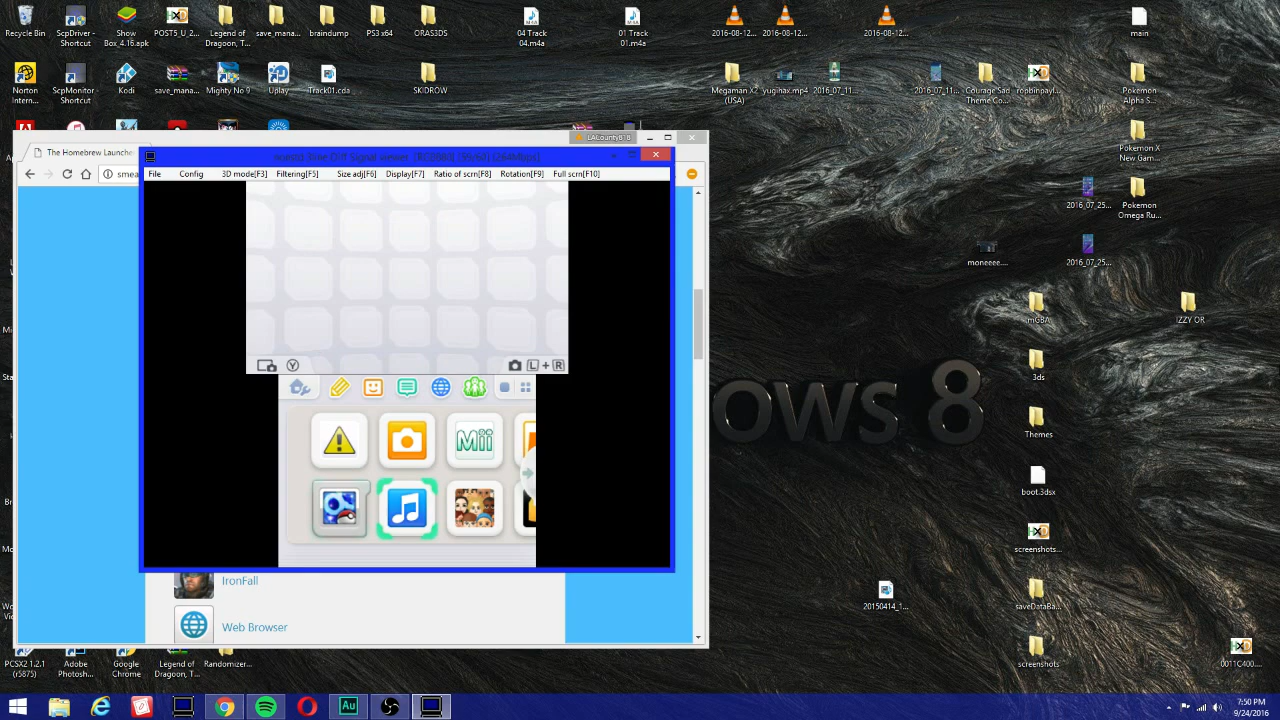 Recycle Bin
ScpDriver - Shortcut
Show Box_4.16.apk
POST5_U_2...
Legend of Dragoon, T...
save_mana...
braindump
PS3 x64
ORAS3DS
04 Track 04.m4a
01 Track 01.m4a
2016-08-12...
2016-08-12...
2016-08-12...
main
Norton Intern...
ScpMonitor - Shortcut
Kodi
save_mana...
Mighty No 9
Uplay
Track01.cda
SKIDROW
Megaman X2 (USA)
yuginax.mp4
2016_07_11...
2016_07_11...
Courage Sad Theme Co...
robbinpayl...
Pokemon Alpha S...
LACounty818
The Homebrew Launche
smea
File
Config
3D mode[F3]
Filtering[F5]
Size adj[F6]
Display[F7]
Ratio of scrn[F8]
Rotation[F9]
Full scrn[F10]
Pokemon X New Gam...
2016_07_25...
Pokemon Omega Ru...
moneeee....
2016_07_25...
mGBA
IZZY OR
Y
L + R
3ds
Windows 8
Themes
Mii
boot.3dsx
screenshots...
IronFall
20150414_1...
saveDataBa...
Web Browser
PCSX2 1.2.1 (r5875)
Adobe Photosh...
Google Chrome
Legend of Dragoon, T...
Randomizer...
screenshots
0011C400....
Au
7:50 PM
9/24/2016